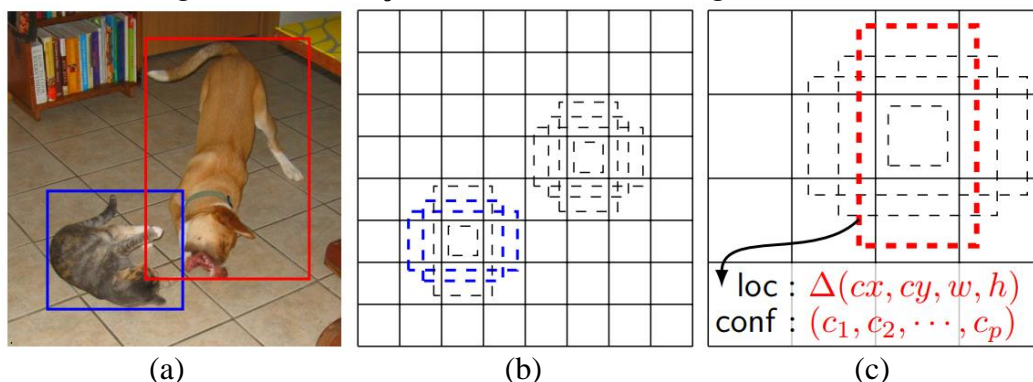 loc : Δ(cx, cy, w, h)
conf : (c₁, c₂, ⋯, cₚ)
(a) (b) (c)